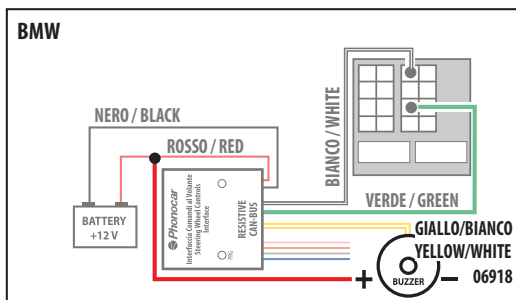 BMW
NERO / BLACK
ROSSO / RED
BIANCO / WHITE
VERDE / GREEN
BATTERY
+12 V
Phonocar
Interfaccia Comandi al Volante
Steering Wheel Controls
Interface
PRG
RESISTIVE
CAN-BUS
GIALLO/BIANCO
YELLOW/WHITE
+
BUZZER
–
06918